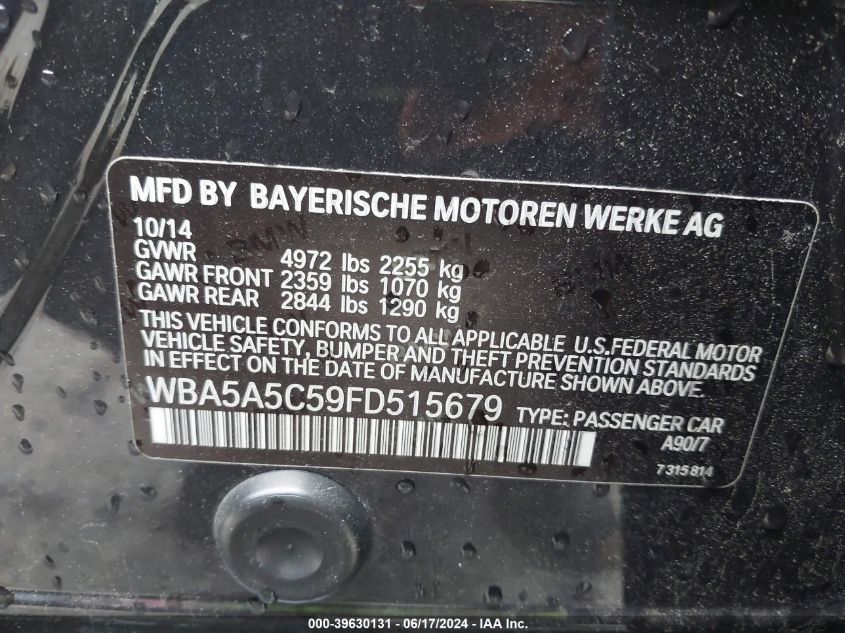 MFD BY BAYERISCHE MOTOREN WERKE AG
10/14
GVWR 4972 lbs 2255 kg
GAWR FRONT 2359 lbs 1070 kg
GAWR REAR 2844 lbs 1290 kg
THIS VEHICLE CONFORMS TO ALL APPLICABLE U.S.FEDERAL MOTOR
VEHICLE SAFETY, BUMPER AND THEFT PREVENTION STANDARDS
IN EFFECT ON THE DATE OF MANUFACTURE SHOWN ABOVE.
WBA5A5C59FD515679 TYPE: PASSENGER CAR
A90/7
7315814
000-39630131 - 06/17/2024 - IAA, Inc.